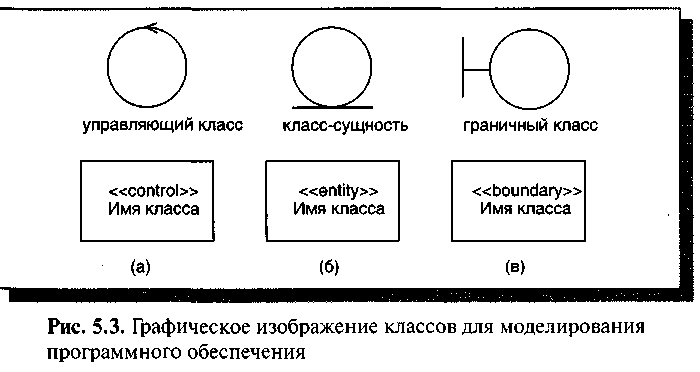 управляющий класс
класс-сущность
граничный класс
<<control>>
Имя класса
<<entity>>
Имя класса
<<boundary>>
Имя класса
(а)
(б)
(в)
Рис. 5.3. Графическое изображение классов для моделирования
программного обеспечения